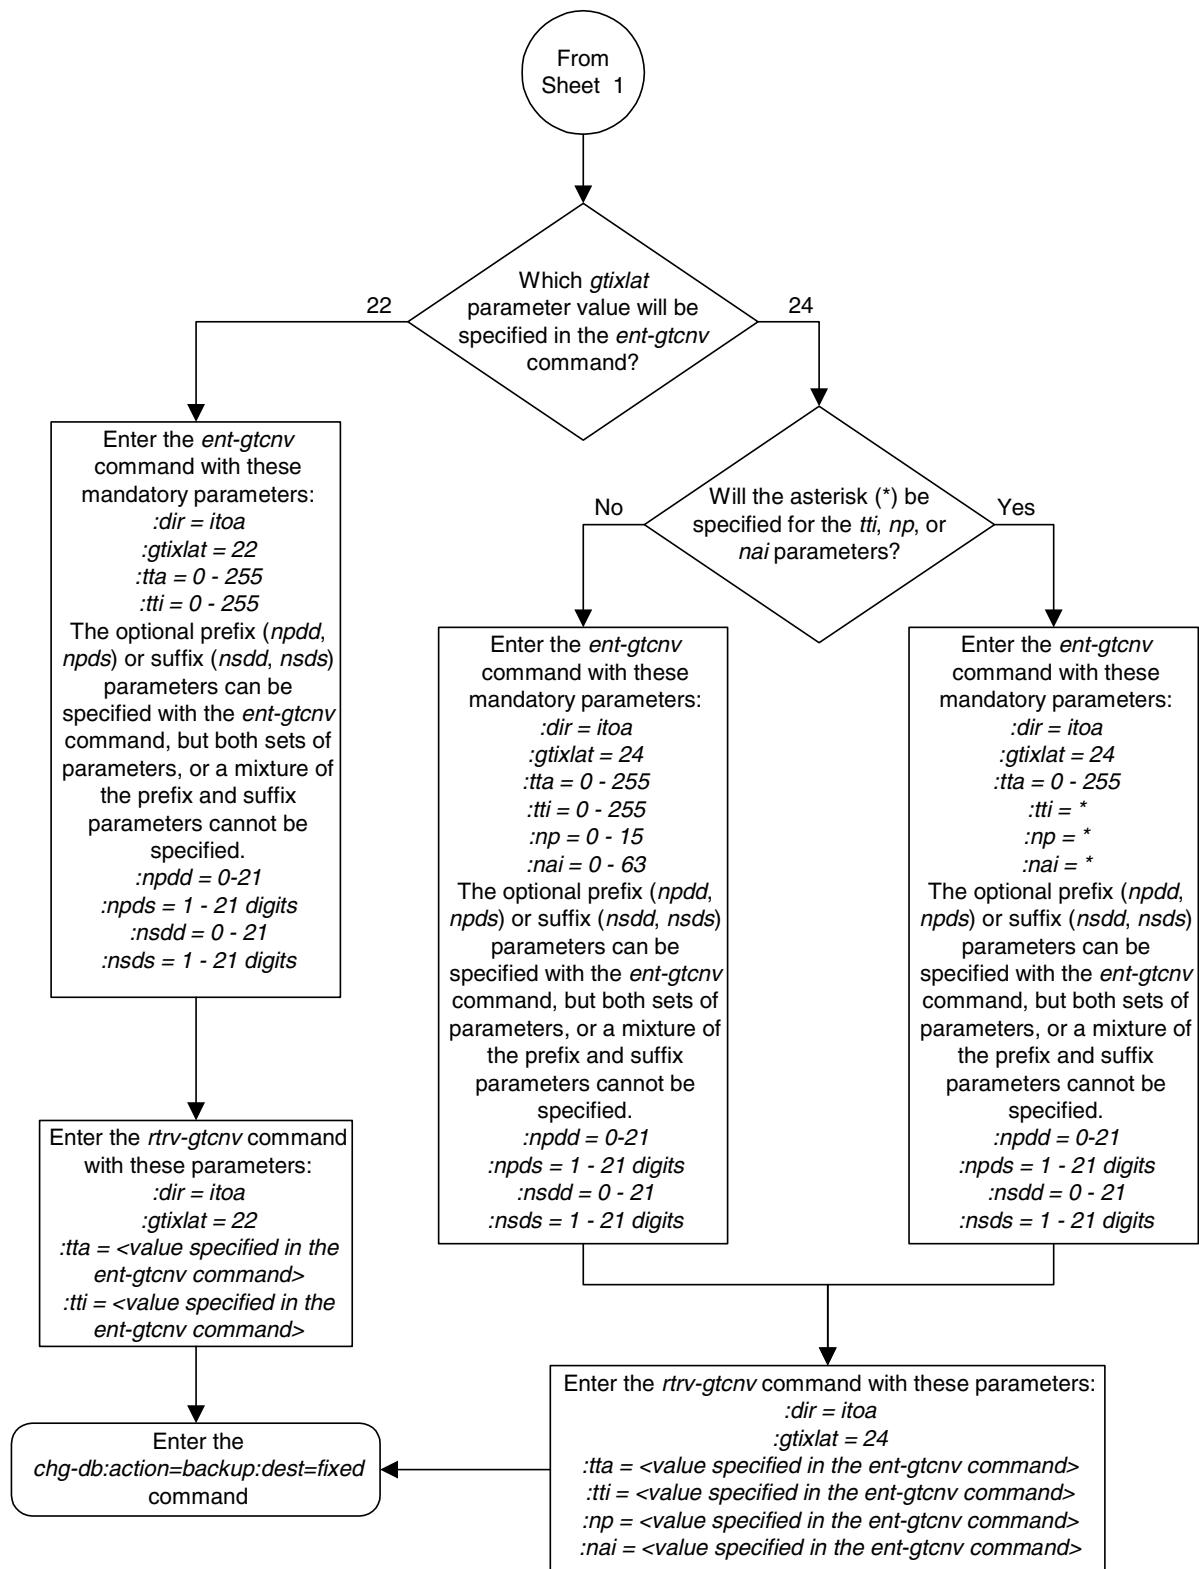 From
Sheet 1
Which gtixlat
parameter value will be
specified in the ent-gtcnv
command?
22
24
Enter the ent-gtcnv
command with these
mandatory parameters:
:dir = itoa
:gtixlat = 22
:tta = 0 - 255
:tti = 0 - 255
The optional prefix (npdd,
npds) or suffix (nsdd, nsds)
parameters can be
specified with the ent-gtcnv
command, but both sets of
parameters, or a mixture of
the prefix and suffix
parameters cannot be
specified.
:npdd = 0-21
:npds = 1 - 21 digits
:nsdd = 0 - 21
:nsds = 1 - 21 digits
Will the asterisk (*) be
specified for the tti, np, or
nai parameters?
No
Yes
Enter the ent-gtcnv
command with these
mandatory parameters:
:dir = itoa
:gtixlat = 24
:tta = 0 - 255
:tti = 0 - 255
:np = 0 - 15
:nai = 0 - 63
The optional prefix (npdd,
npds) or suffix (nsdd, nsds)
parameters can be
specified with the ent-gtcnv
command, but both sets of
parameters, or a mixture of
the prefix and suffix
parameters cannot be
specified.
:npdd = 0-21
:npds = 1 - 21 digits
:nsdd = 0 - 21
:nsds = 1 - 21 digits
Enter the ent-gtcnv
command with these
mandatory parameters:
:dir = itoa
:gtixlat = 24
:tta = 0 - 255
:tti = *
:np = *
:nai = *
The optional prefix (npdd,
npds) or suffix (nsdd, nsds)
parameters can be
specified with the ent-gtcnv
command, but both sets of
parameters, or a mixture of
the prefix and suffix
parameters cannot be
specified.
:npdd = 0-21
:npds = 1 - 21 digits
:nsdd = 0 - 21
:nsds = 1 - 21 digits
Enter the rtrv-gtcnv command
with these parameters:
:dir = itoa
:gtixlat = 22
:tta = <value specified in the
ent-gtcnv command>
:tti = <value specified in the
ent-gtcnv command>
Enter the rtrv-gtcnv command with these parameters:
:dir = itoa
:gtixlat = 24
:tta = <value specified in the ent-gtcnv command>
:tti = <value specified in the ent-gtcnv command>
:np = <value specified in the ent-gtcnv command>
:nai = <value specified in the ent-gtcnv command>
Enter the
chg-db:action=backup:dest=fixed
command